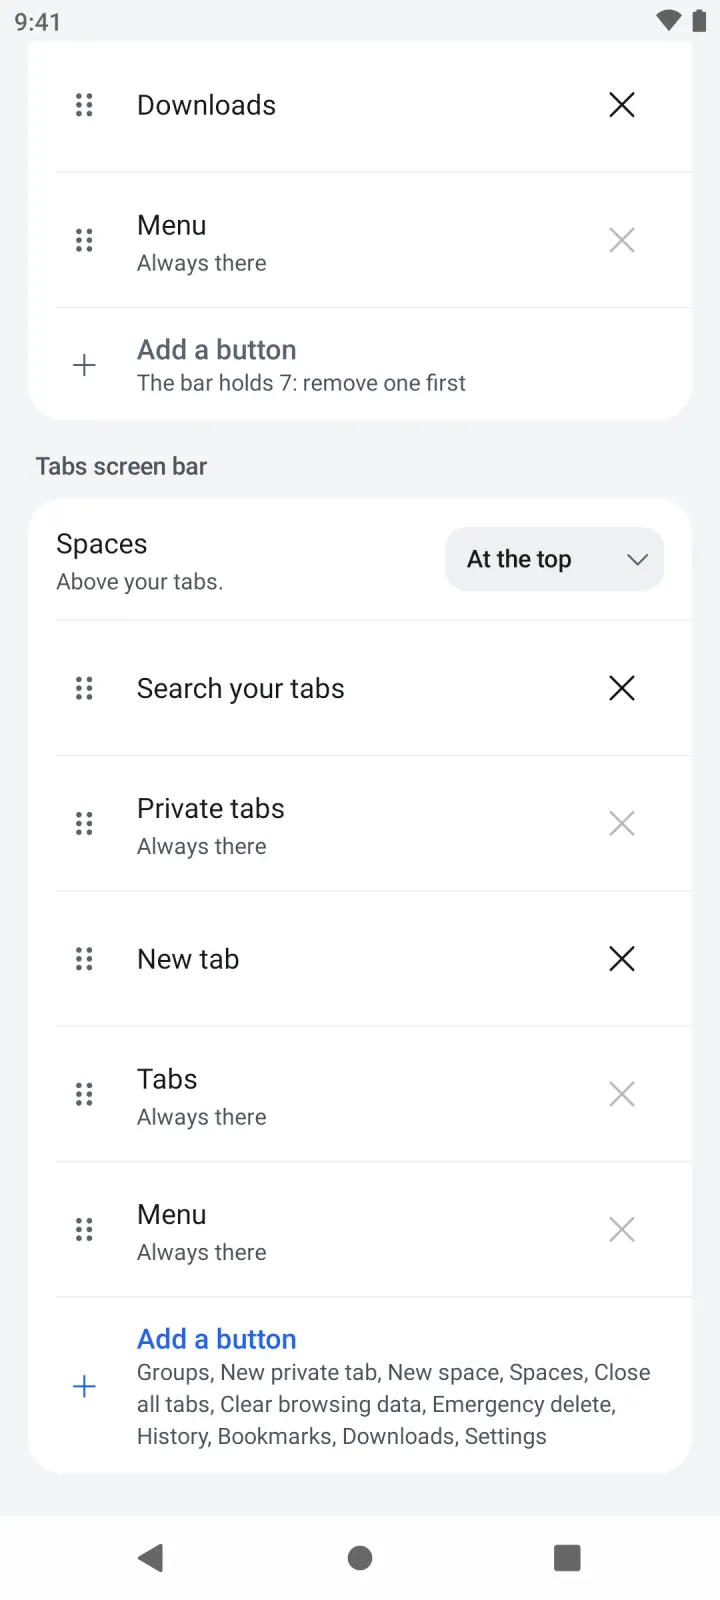 9:41
Downloads
Menu
Always there
Add a button
The bar holds 7: remove one first
Tabs screen bar
Spaces
Above your tabs.
At the top
Search your tabs
Private tabs
Always there
New tab
Tabs
Always there
Menu
Always there
Add a button
Groups, New private tab, New space, Spaces, Close
all tabs, Clear browsing data, Emergency delete,
History, Bookmarks, Downloads, Settings